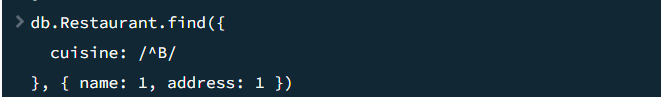 > db.Restaurant.find({
cuisine: /^B/
}, { name: 1, address: 1 })